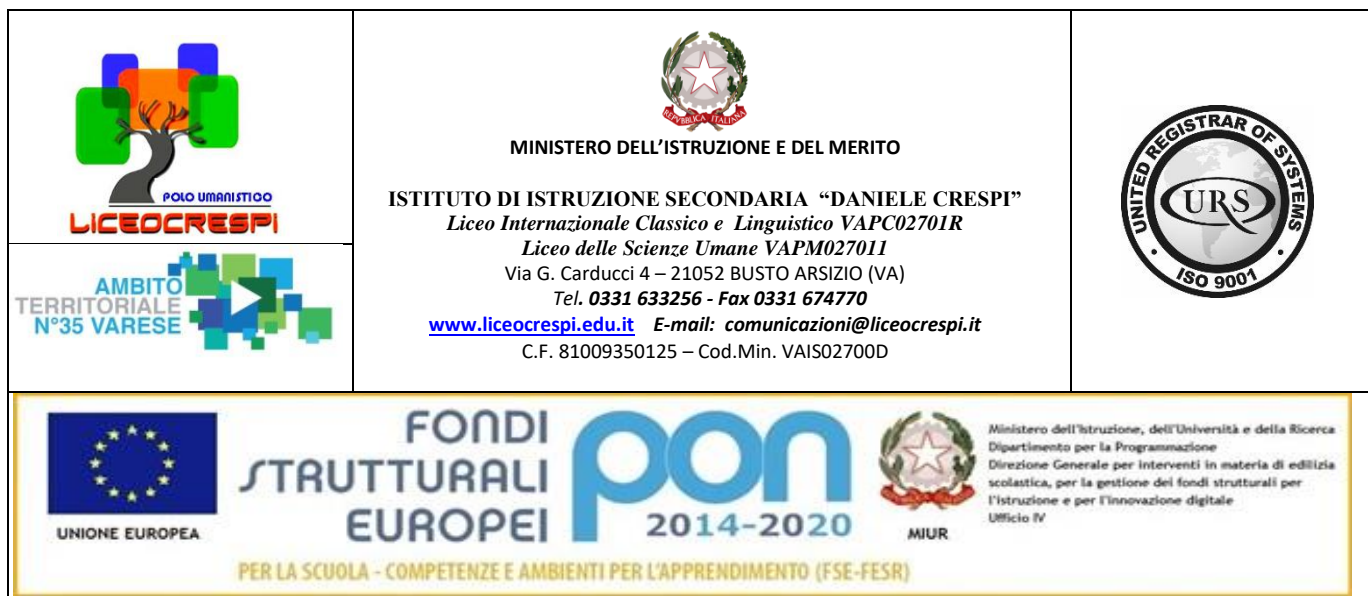 POLO UMANISTICO
LICEOCRESPI
AMBITO
TERRITORIALE
N°35 VARESE
REPVBBLICA ITALIANA
MINISTERO DELL'ISTRUZIONE E DEL MERITO
ISTITUTO DI ISTRUZIONE SECONDARIA “DANIELE CRESPI”
Liceo Internazionale Classico e Linguistico VAPC02701R
Liceo delle Scienze Umane VAPM027011
Via G. Carducci 4 – 21052 BUSTO ARSIZIO (VA)
Tel. 0331 633256 - Fax 0331 674770
www.liceocrespi.edu.it E-mail: comunicazioni@liceocrespi.it
C.F. 81009350125 – Cod.Min. VAIS02700D
UNITED REGISTRAR OF SYSTEMS
URS
ISO 9001
UNIONE EUROPEA
FONDI
STRUTTURALI
EUROPEI
pon
2014-2020
MIUR
Ministero dell'Istruzione, dell'Università e della Ricerca
Dipartimento per la Programmazione
Direzione Generale per interventi in materia di edilizia
scolastica, per la gestione dei fondi strutturali per
l'istruzione e per l'innovazione digitale
Ufficio IV
PER LA SCUOLA - COMPETENZE E AMBIENTI PER L'APPRENDIMENTO (FSE-FESR)